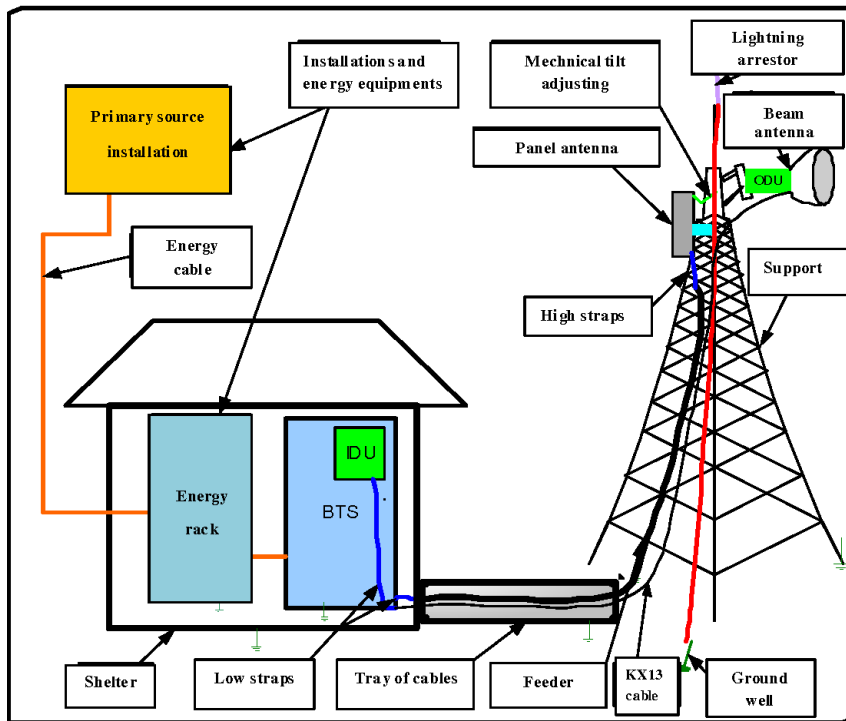 Lightning
arrestor
Installations and
energy equipments
Mechnical tilt
adjusting
Primary source
installation
Beam
antenna
Panel antenna
ODU
Energy
cable
Support
High straps
IDU
Energy
rack
BTS
Shelter
Low straps
Tray of cables
Feeder
KX13
cable
Ground
well